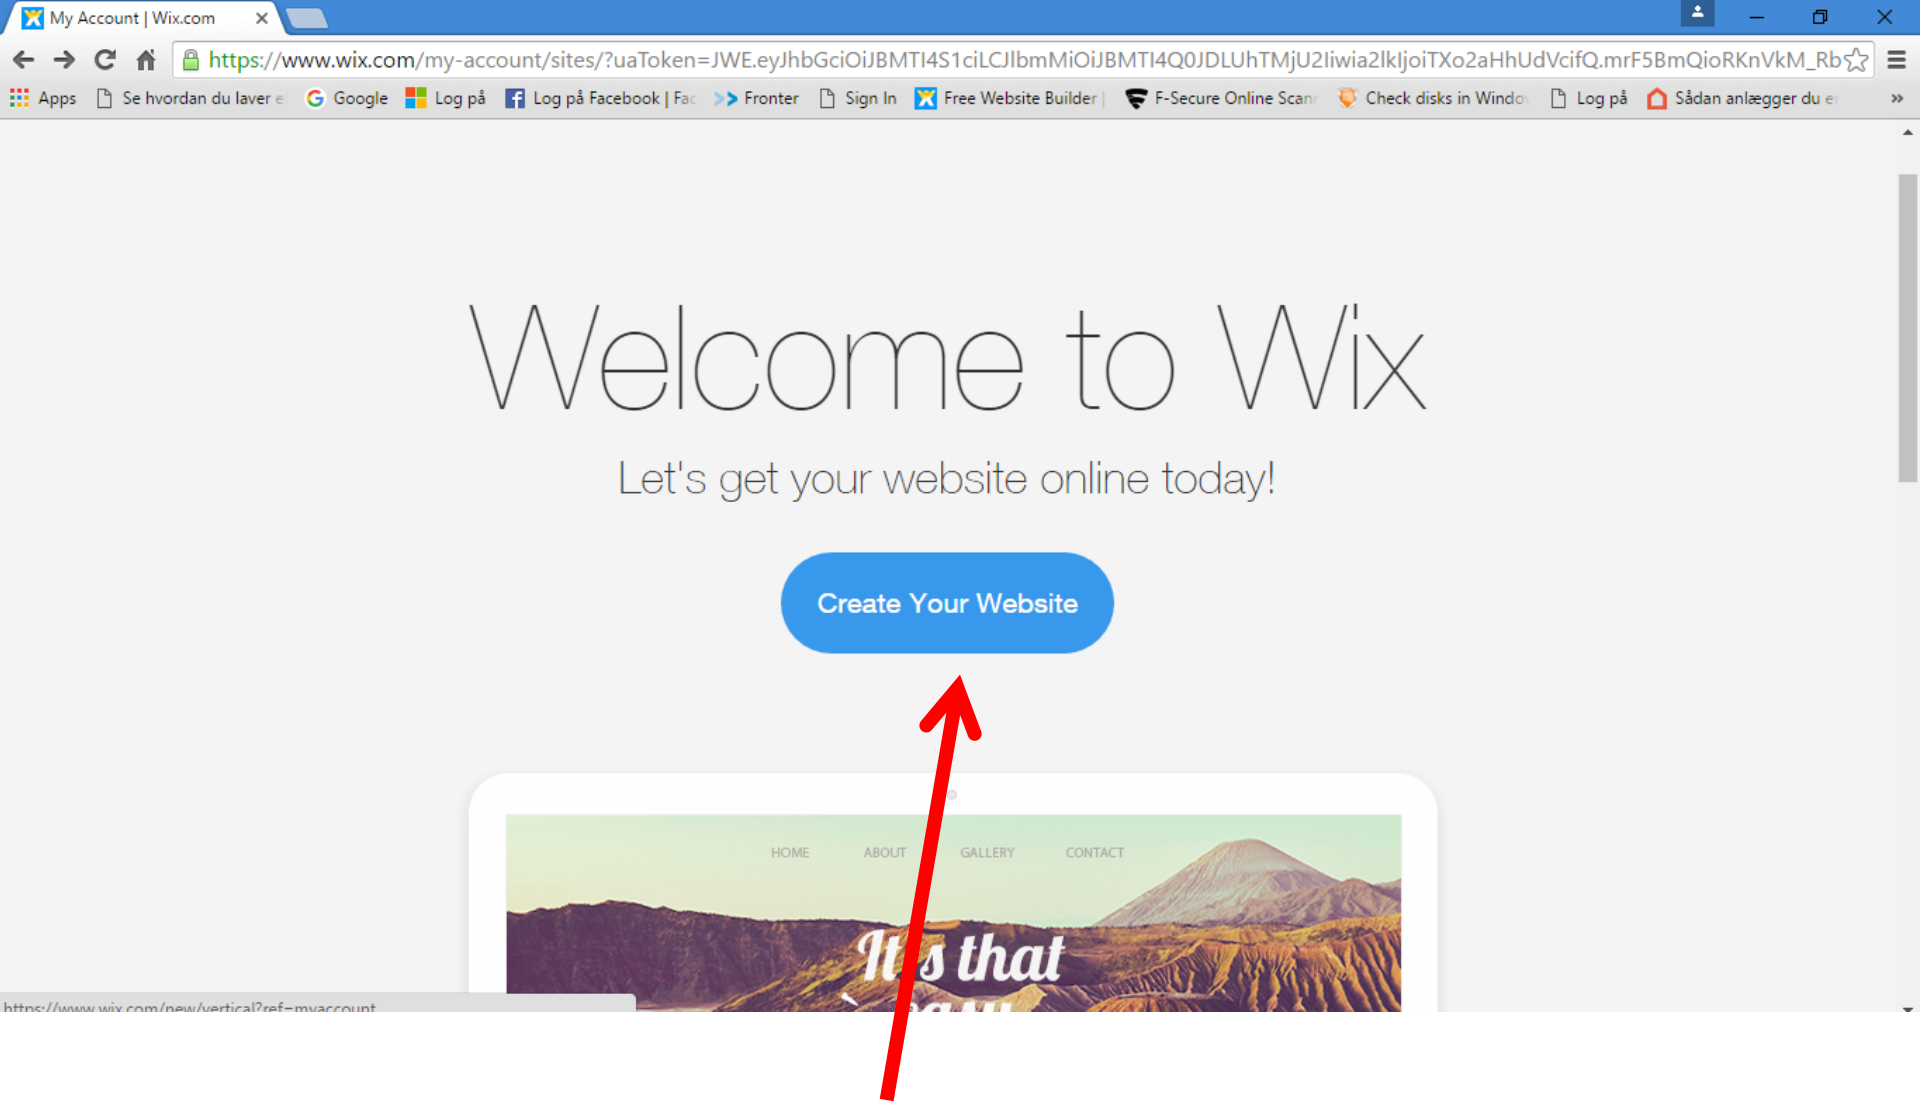 My Account | Wix.com
https://www.wix.com/my-account/sites/?uaToken=JWE.eyJhbGciOiJBMTI4S1ciLCJlbmMiOiJBMTI4Q0JDLUhTMjU2Iiwia2lkIjoiTXo2aHhUdVcifQ.mrF5BmQioRKnVkM_Rb
Apps Se hvordan du laver e Google Log på Log på Facebook | Fac Fronter Sign In Free Website Builder | F-Secure Online Scan Check disks in Windo Log på Sådan anlægger du e »
Welcome to Wix
Let's get your website online today!
Create Your Website
HOME ABOUT GALLERY CONTACT
It's that
easy
https://www.wix.com/new/vertical?ref=myaccount